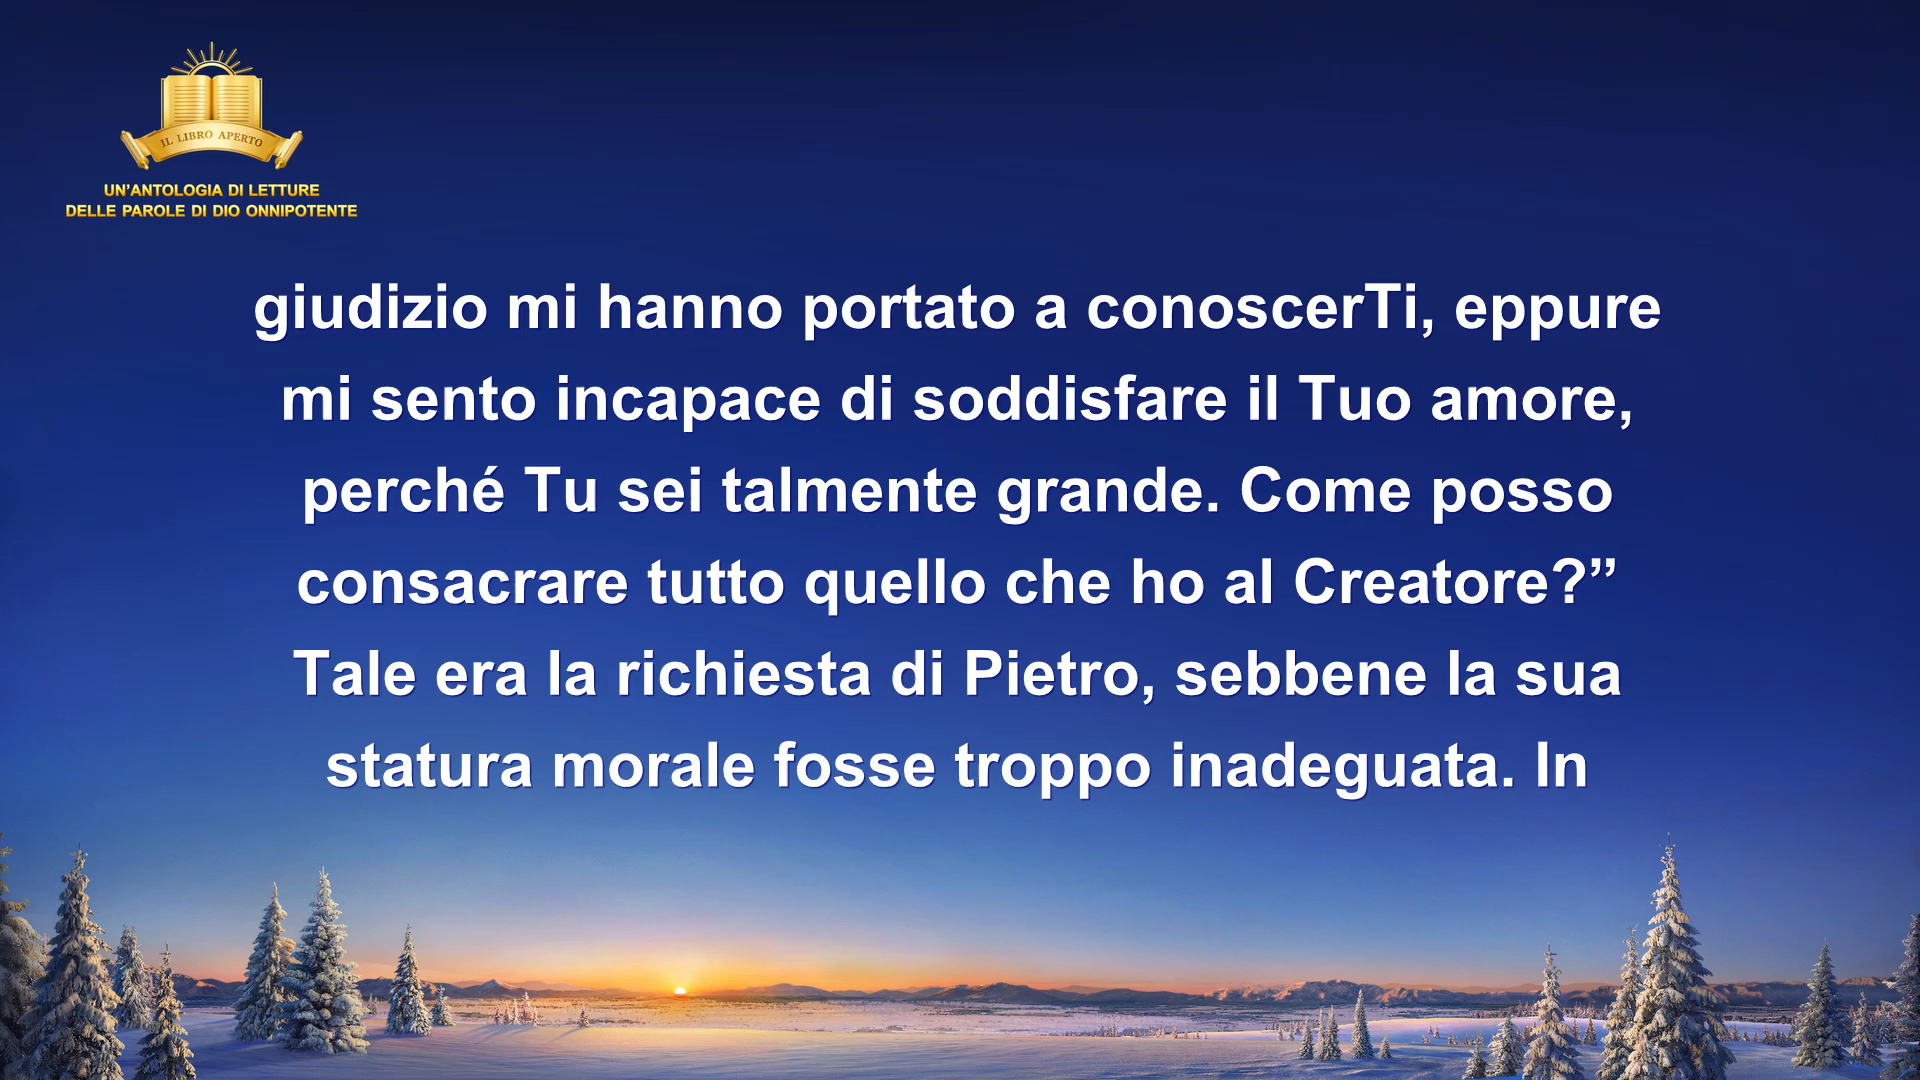 IL LIBRO APERTO
UN’ANTOLOGIA DI LETTURE
DELLE PAROLE DI DIO ONNIPOTENTE
giudizio mi hanno portato a conoscerTi, eppure
mi sento incapace di soddisfare il Tuo amore,
perché Tu sei talmente grande. Come posso
consacrare tutto quello che ho al Creatore?”
Tale era la richiesta di Pietro, sebbene la sua
statura morale fosse troppo inadeguata. In